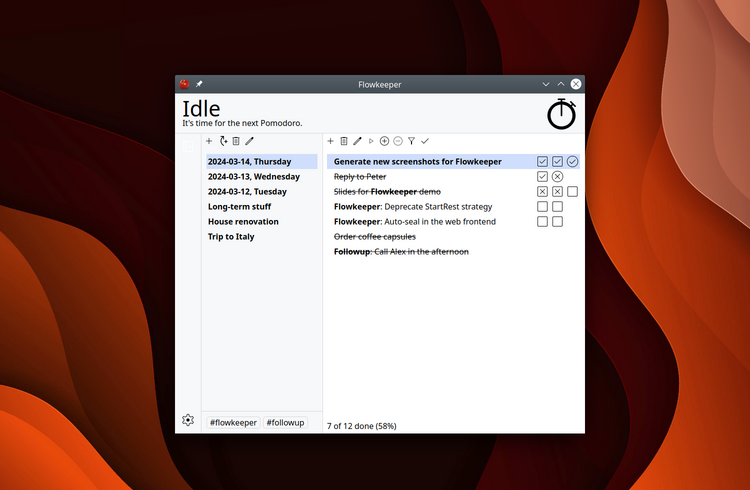 Flowkeeper
Idle
It's time for the next Pomodoro.
2024-03-14, Thursday
2024-03-13, Wednesday
2024-03-12, Tuesday
Long-term stuff
House renovation
Trip to Italy
#flowkeeper #followup
Generate new screenshots for Flowkeeper
Reply to Peter
Slides for Flowkeeper demo
Flowkeeper: Deprecate StartRest strategy
Flowkeeper: Auto-seal in the web frontend
Order coffee capsules
Followup: Call Alex in the afternoon
7 of 12 done (58%)